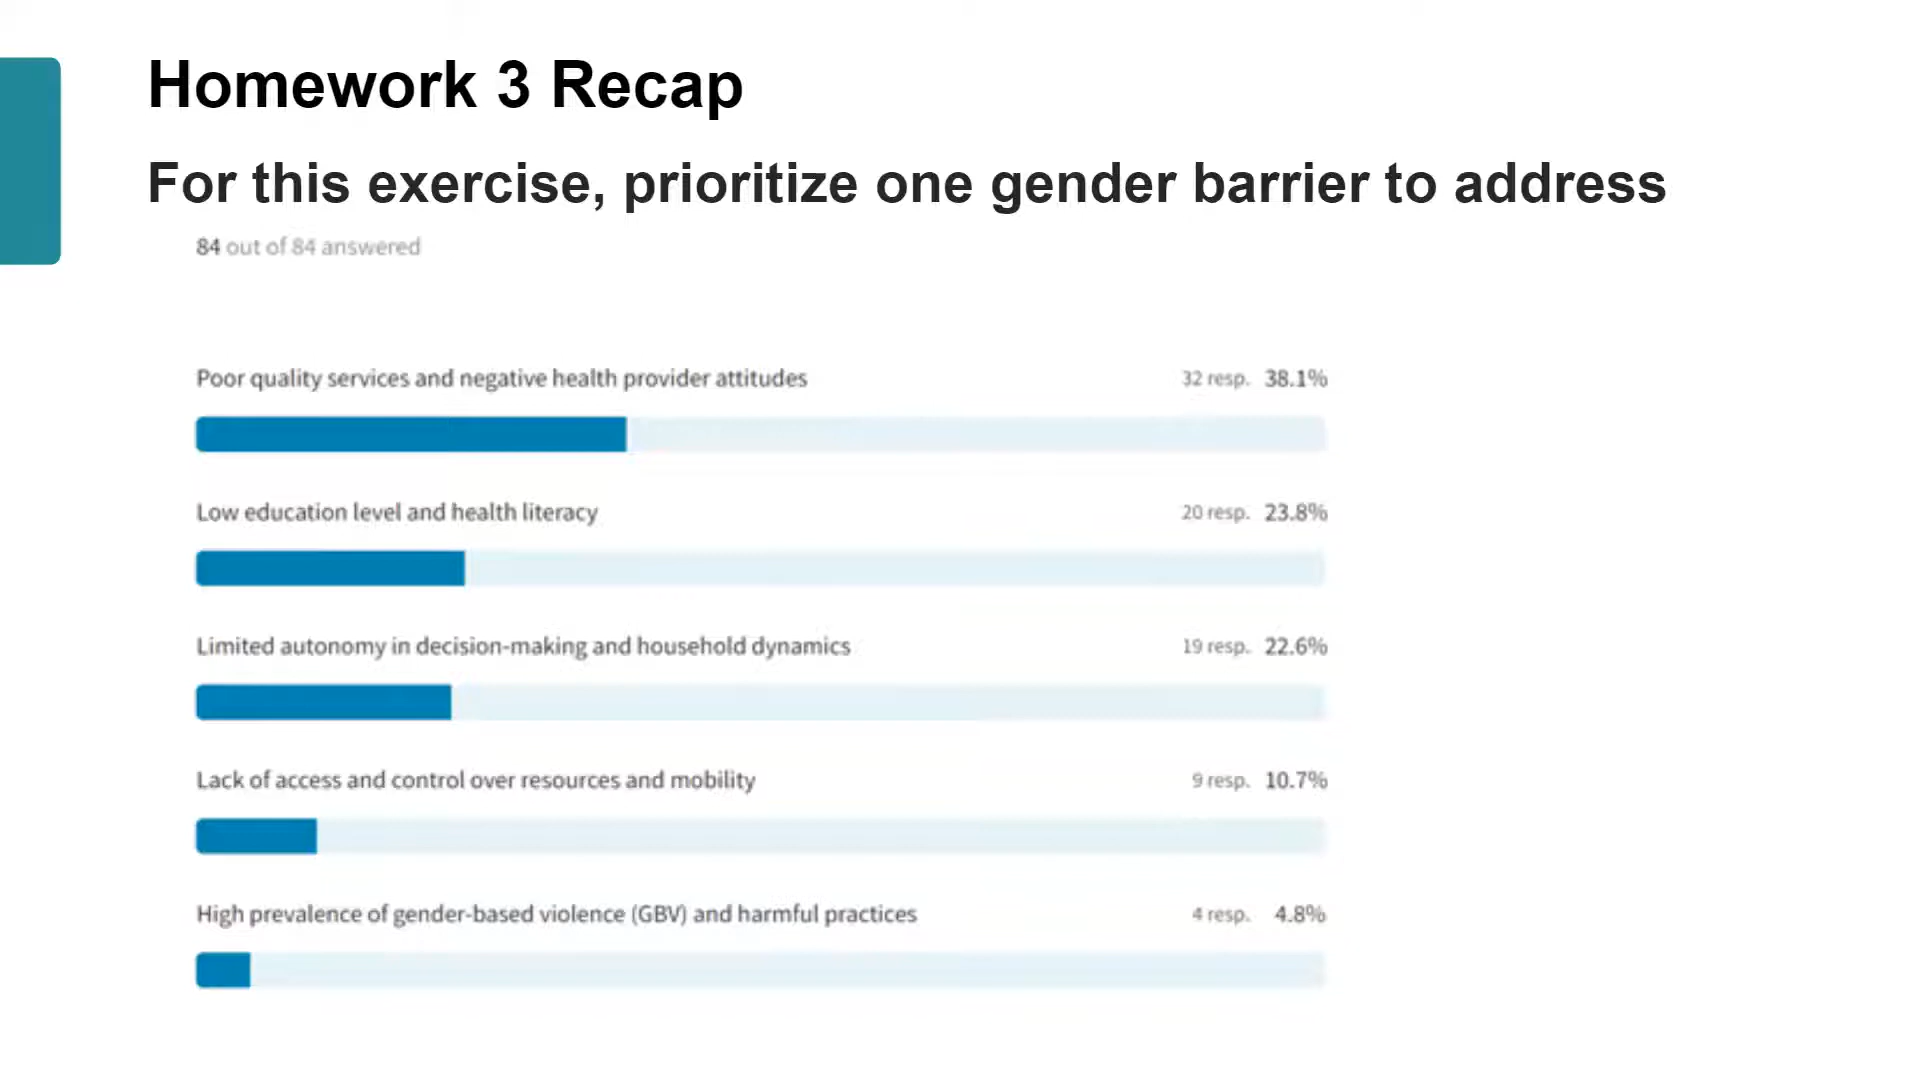 Homework 3 Recap
For this exercise, prioritize one gender barrier to address
84 out of 84 answered
Poor quality services and negative health provider attitudes 32 resp. 38.1%
Low education level and health literacy 20 resp. 23.8%
Limited autonomy in decision-making and household dynamics 19 resp. 22.6%
Lack of access and control over resources and mobility 9 resp. 10.7%
High prevalence of gender-based violence (GBV) and harmful practices 4 resp. 4.8%